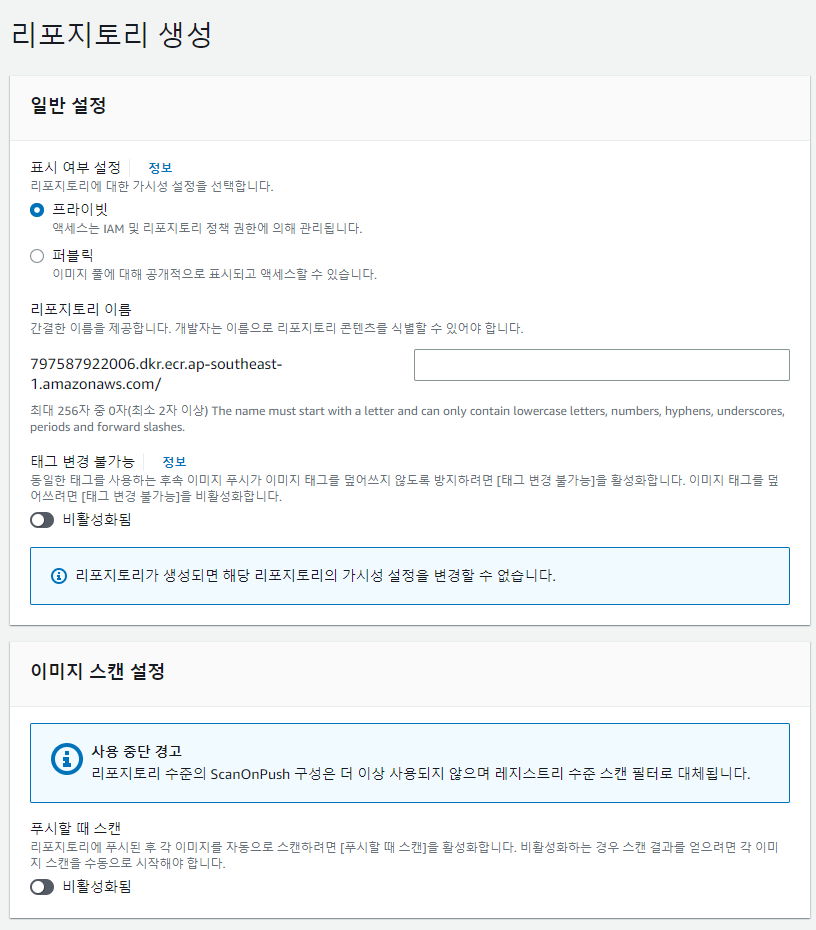 리포지토리 생성
일반 설정
표시 여부 설정 정보
리포지토리에 대한 가시성 설정을 선택합니다.
프라이빗
액세스는 IAM 및 리포지토리 정책 권한에 의해 관리됩니다.
퍼블릭
이미지 풀에 대해 공개적으로 표시되고 액세스할 수 있습니다.
리포지토리 이름
간결한 이름을 제공합니다. 개발자는 이름으로 리포지토리 콘텐츠를 식별할 수 있어야 합니다.
797587922006.dkr.ecr.ap-southeast-
1.amazonaws.com/
최대 256자 중 0자(최소 2자 이상) The name must start with a letter and can only contain lowercase letters, numbers, hyphens, underscores,
periods and forward slashes.
태그 변경 불가능 정보
동일한 태그를 사용하는 후속 이미지 푸시가 이미지 태그를 덮어쓰지 않도록 방지하려면 [태그 변경 불가능]을 활성화합니다. 이미지 태그를 덮
어쓰려면 [태그 변경 불가능]을 비활성화합니다.
비활성화됨
리포지토리가 생성되면 해당 리포지토리의 가시성 설정을 변경할 수 없습니다.
이미지 스캔 설정
사용 중단 경고
리포지토리 수준의 ScanOnPush 구성은 더 이상 사용되지 않으며 레지스트리 수준 스캔 필터로 대체됩니다.
푸시할 때 스캔
리포지토리에 푸시된 후 각 이미지를 자동으로 스캔하려면 [푸시할 때 스캔]을 활성화합니다. 비활성화하는 경우 스캔 결과를 얻으려면 각 이미
지 스캔을 수동으로 시작해야 합니다.
비활성화됨